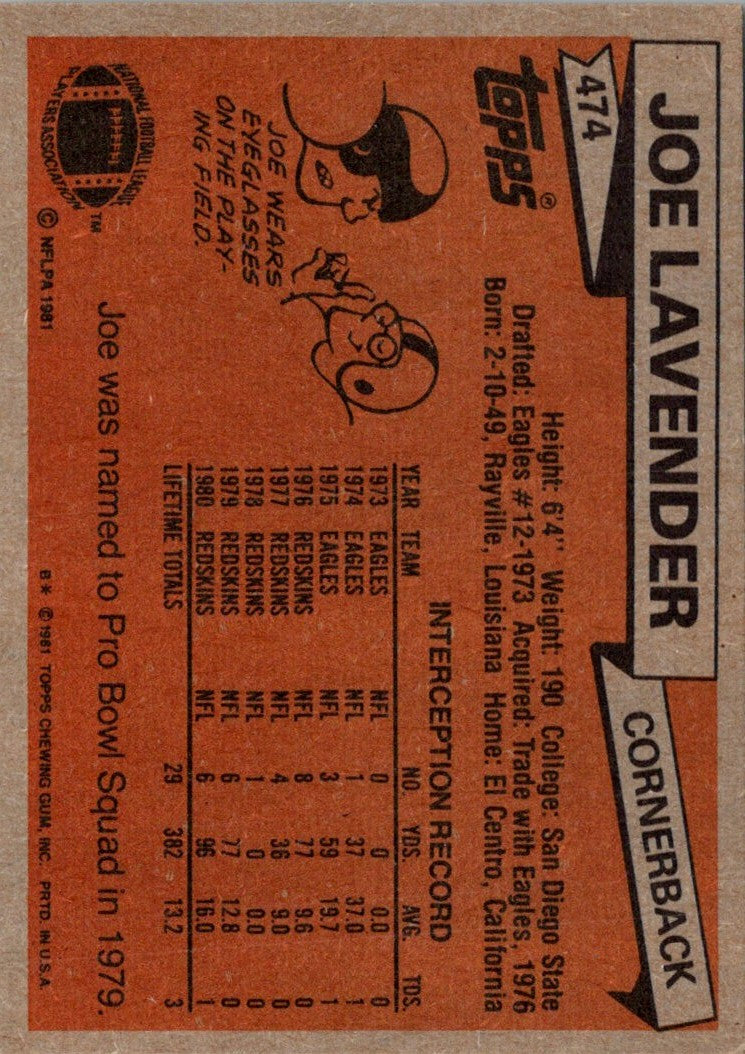 474
JOE LAVENDER
CORNERBACK
TOPPS®
Height: 6'4" Weight: 190 College: San Diego State
Drafted: Eagles #12-1973 Acquired: Trade with Eagles, 1976
Born: 2-10-49, Rayville, Louisiana Home: El Centro, California
JOE WEARS
EYEGLASSES
ON THE PLAY-
ING FIELD.
INTERCEPTION RECORD
YEAR TEAM NO. YDS. AVG. TDS.
1973 EAGLES NFL 0 0 0.0 0
1974 EAGLES NFL 1 37 37.0 1
1975 EAGLES NFL 3 59 19.7 1
1976 REDSKINS NFL 8 77 9.6 0
1977 REDSKINS NFL 4 36 9.0 0
1978 REDSKINS NFL 1 0 0.0 0
1979 REDSKINS NFL 6 77 12.8 0
1980 REDSKINS NFL 6 96 16.0 1
LIFETIME TOTALS 29 382 13.2 3
NATIONAL FOOTBALL LEAGUE
PLAYERS ASSOCIATION
TM
© NFLPA 1981
Joe was named to Pro Bowl Squad in 1979.
B* ©1981 TOPPS CHEWING GUM, INC. PRTD. IN U.S.A.